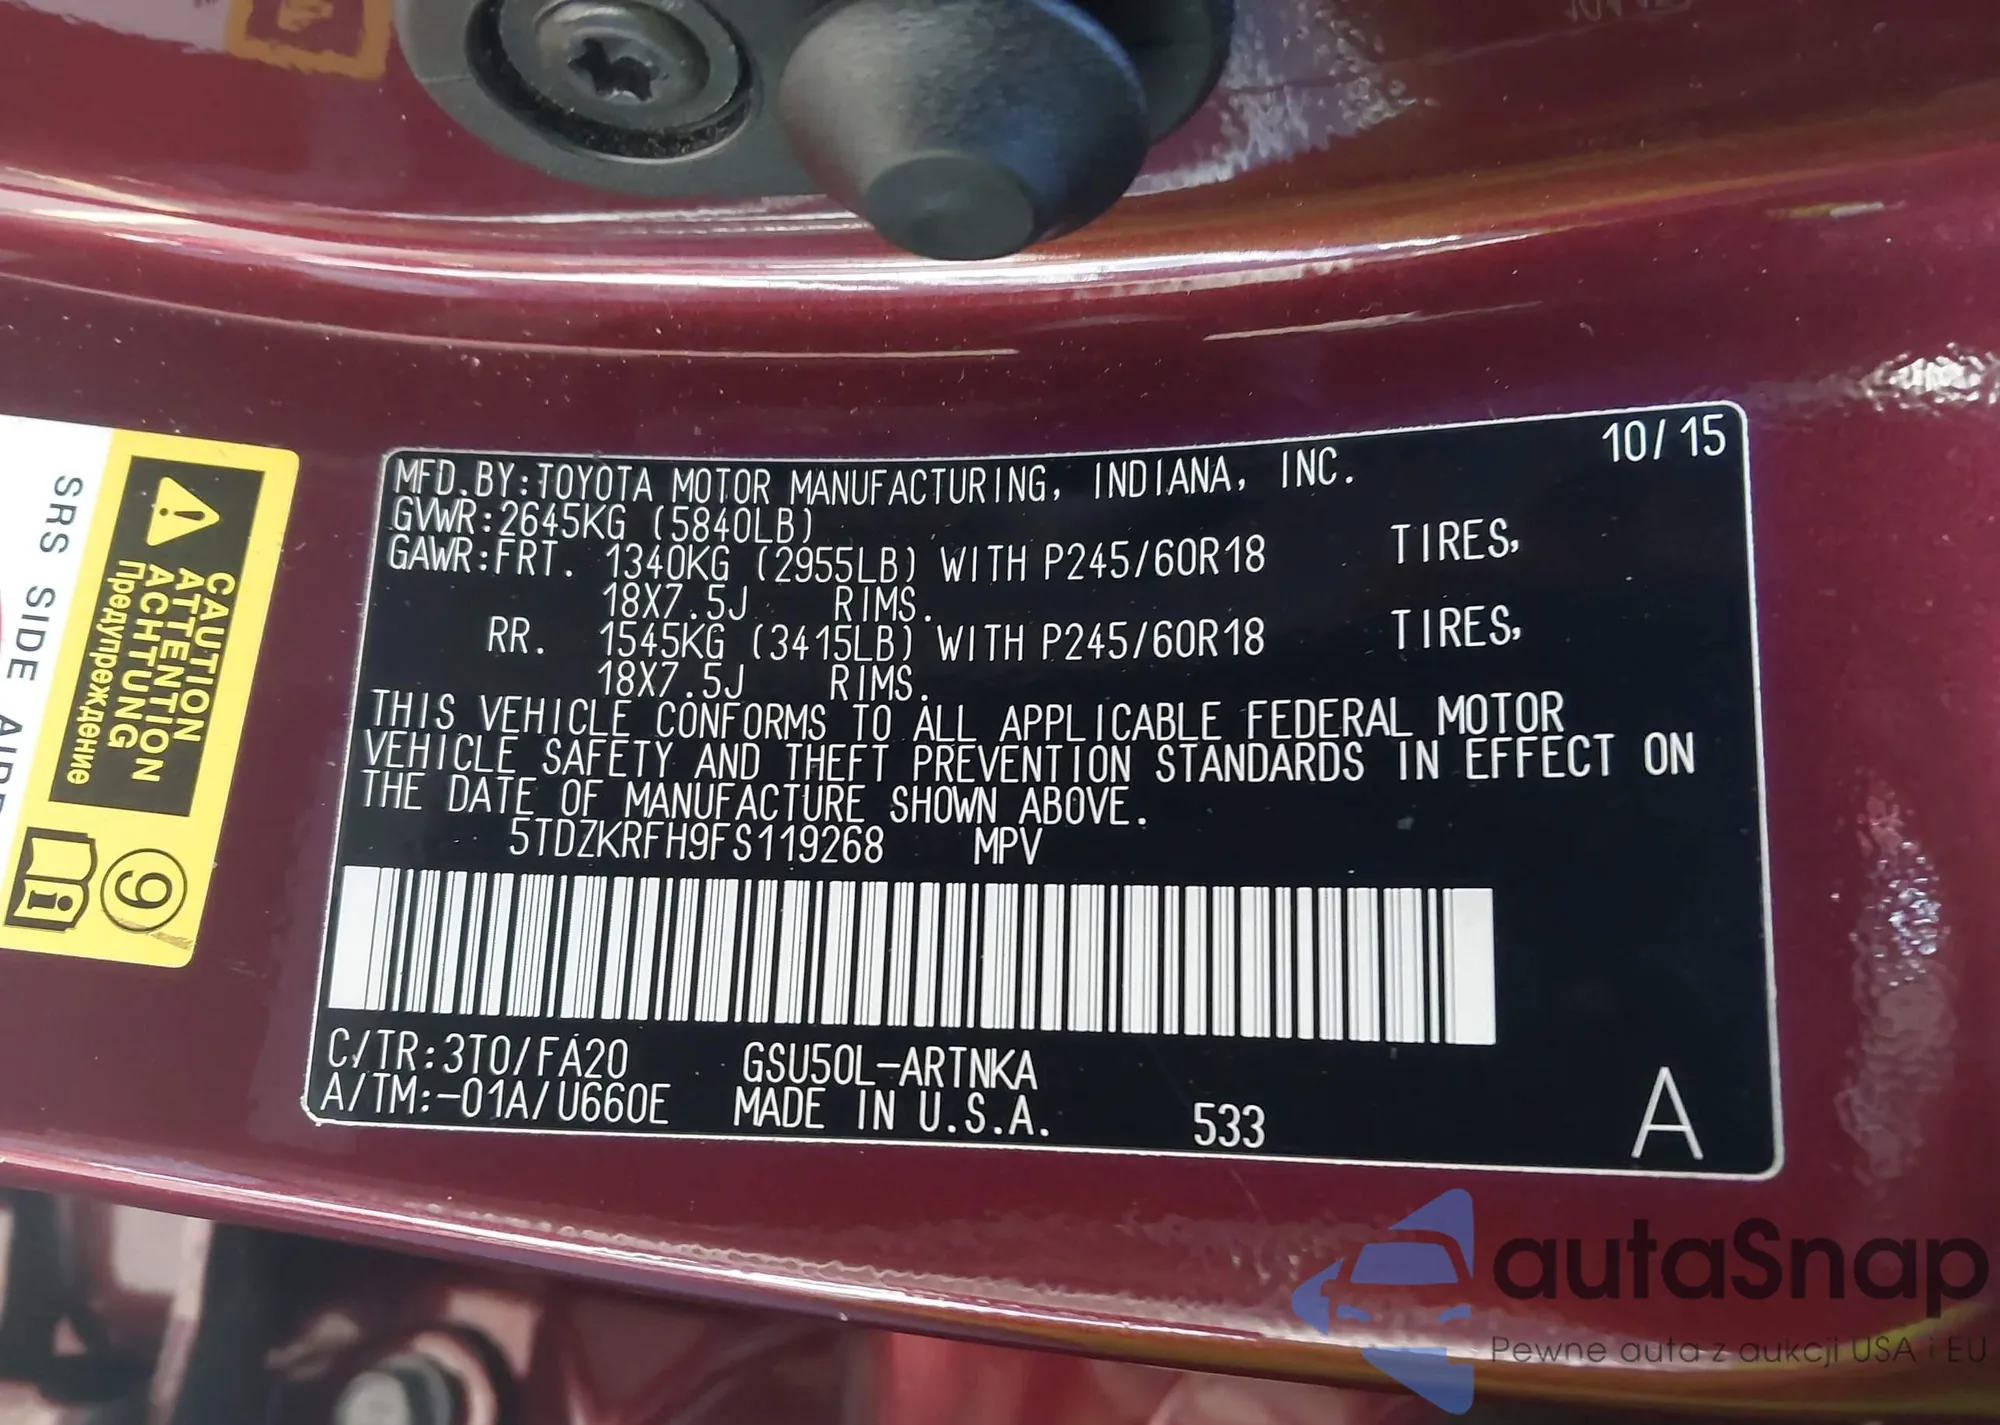 10/15
MFD.BY:TOYOTA MOTOR MANUFACTURING, INDIANA, INC.
GVWR:2645KG (5840LB)
GAWR:FRT. 1340KG (2955LB) WITH P245/60R18 TIRES,
18X7.5J RIMS.
RR. 1545KG (3415LB) WITH P245/60R18 TIRES,
18X7.5J RIMS.
THIS VEHICLE CONFORMS TO ALL APPLICABLE FEDERAL MOTOR
VEHICLE SAFETY AND THEFT PREVENTION STANDARDS IN EFFECT ON
THE DATE OF MANUFACTURE SHOWN ABOVE.
5TDZKRFH9FS119268 MPV
C/TR:3T0/FA20 GSU50L-ARTNKA
A/TM:-01A/U660E MADE IN U.S.A. 533 A
CAUTION
ATTENTION
ACHTUNG
Предупреждение
9
SRS SIDE
autaSnap
Pewne auta z aukcji USA i EU